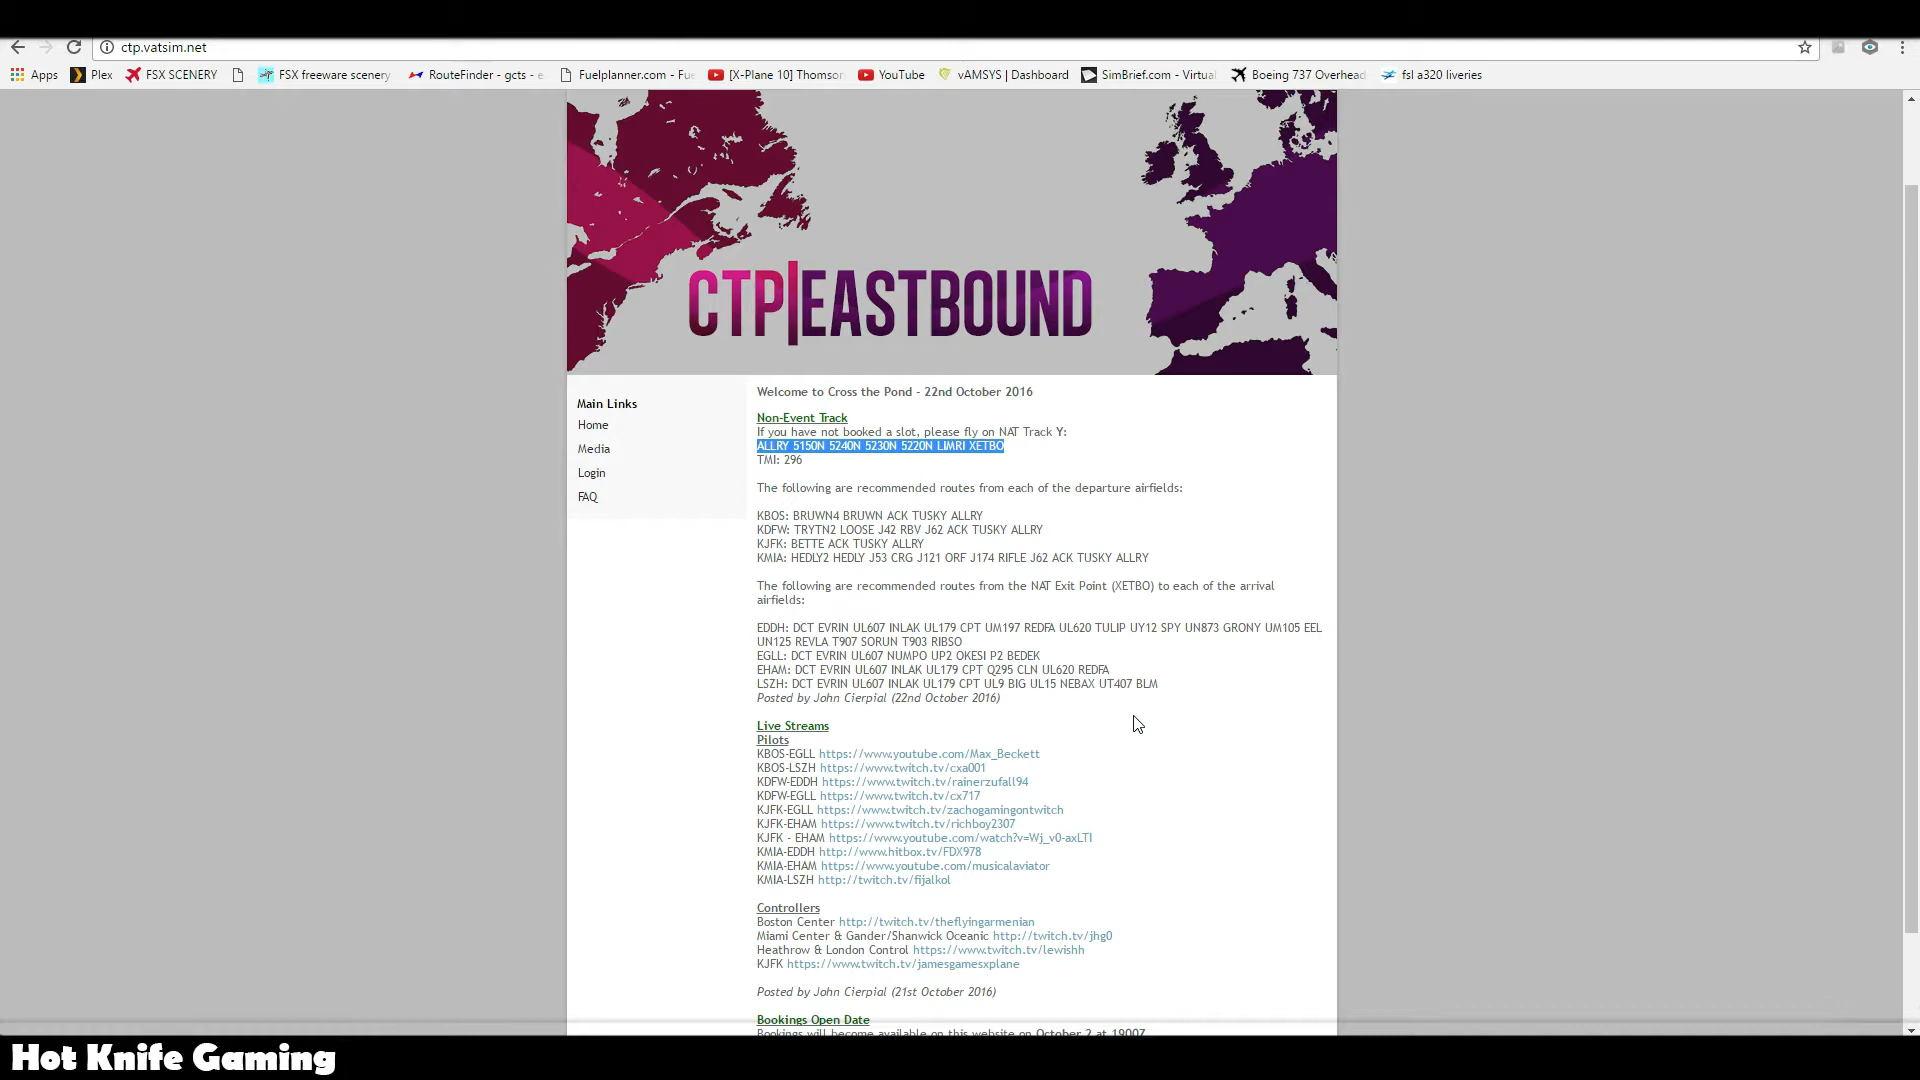 ctp.vatsim.net
Apps Plex FSX SCENERY FSX freeware scenery RouteFinder - gcts - e Fuelplanner.com - Fue [X-Plane 10] Thomson YouTube vAMSYS | Dashboard SimBrief.com - Virtual Boeing 737 Overhead fsl a320 liveries
CTP|EASTBOUND
Main Links
Home
Media
Login
FAQ
Welcome to Cross the Pond - 22nd October 2016
Non-Event Track
If you have not booked a slot, please fly on NAT Track Y:
ALLRY 5150N 5240N 5230N 5220N LIMRI XETBO
TMI: 296
The following are recommended routes from each of the departure airfields:
KBOS: BRUWN4 BRUWN ACK TUSKY ALLRY
KDFW: TRYTN2 LOOSE J42 RBV J62 ACK TUSKY ALLRY
KJFK: BETTE ACK TUSKY ALLRY
KMIA: HEDLY2 HEDLY J53 CRG J121 ORF J174 RIFLE J62 ACK TUSKY ALLRY
The following are recommended routes from the NAT Exit Point (XETBO) to each of the arrival
airfields:
EDDH: DCT EVRIN UL607 INLAK UL179 CPT UM197 REDFA UL620 TULIP UY12 SPY UN873 GRONY UM105 EEL
UN125 REVLA T907 SORUN T903 RIBSO
EGLL: DCT EVRIN UL607 NUMPO UP2 OKESI P2 BEDEK
EHAM: DCT EVRIN UL607 INLAK UL179 CPT Q295 CLN UL620 REDFA
LSZH: DCT EVRIN UL607 INLAK UL179 CPT UL9 BIG UL15 NEBAX UT407 BLM
Posted by John Cierpial (22nd October 2016)
Live Streams
Pilots
KBOS-EGLL https://www.youtube.com/Max_Beckett
KBOS-LSZH https://www.twitch.tv/cxa001
KDFW-EDDH https://www.twitch.tv/rainerzufall94
KDFW-EGLL https://www.twitch.tv/cx717
KJFK-EGLL https://www.twitch.tv/zachogamingontwitch
KJFK-EHAM https://www.twitch.tv/richboy2307
KJFK - EHAM https://www.youtube.com/watch?v=Wj_v0-axLTI
KMIA-EDDH http://www.hitbox.tv/FDX978
KMIA-EHAM https://www.youtube.com/musicalaviator
KMIA-LSZH http://twitch.tv/fijalkol
Controllers
Boston Center http://twitch.tv/theflyingarmenian
Miami Center & Gander/Shanwick Oceanic http://twitch.tv/jhg0
Heathrow & London Control https://www.twitch.tv/lewishh
KJFK https://www.twitch.tv/jamesgamesxplane
Posted by John Cierpial (21st October 2016)
Bookings Open Date
Bookings will become available on this website on October 2 at 1900Z
Hot Knife Gaming